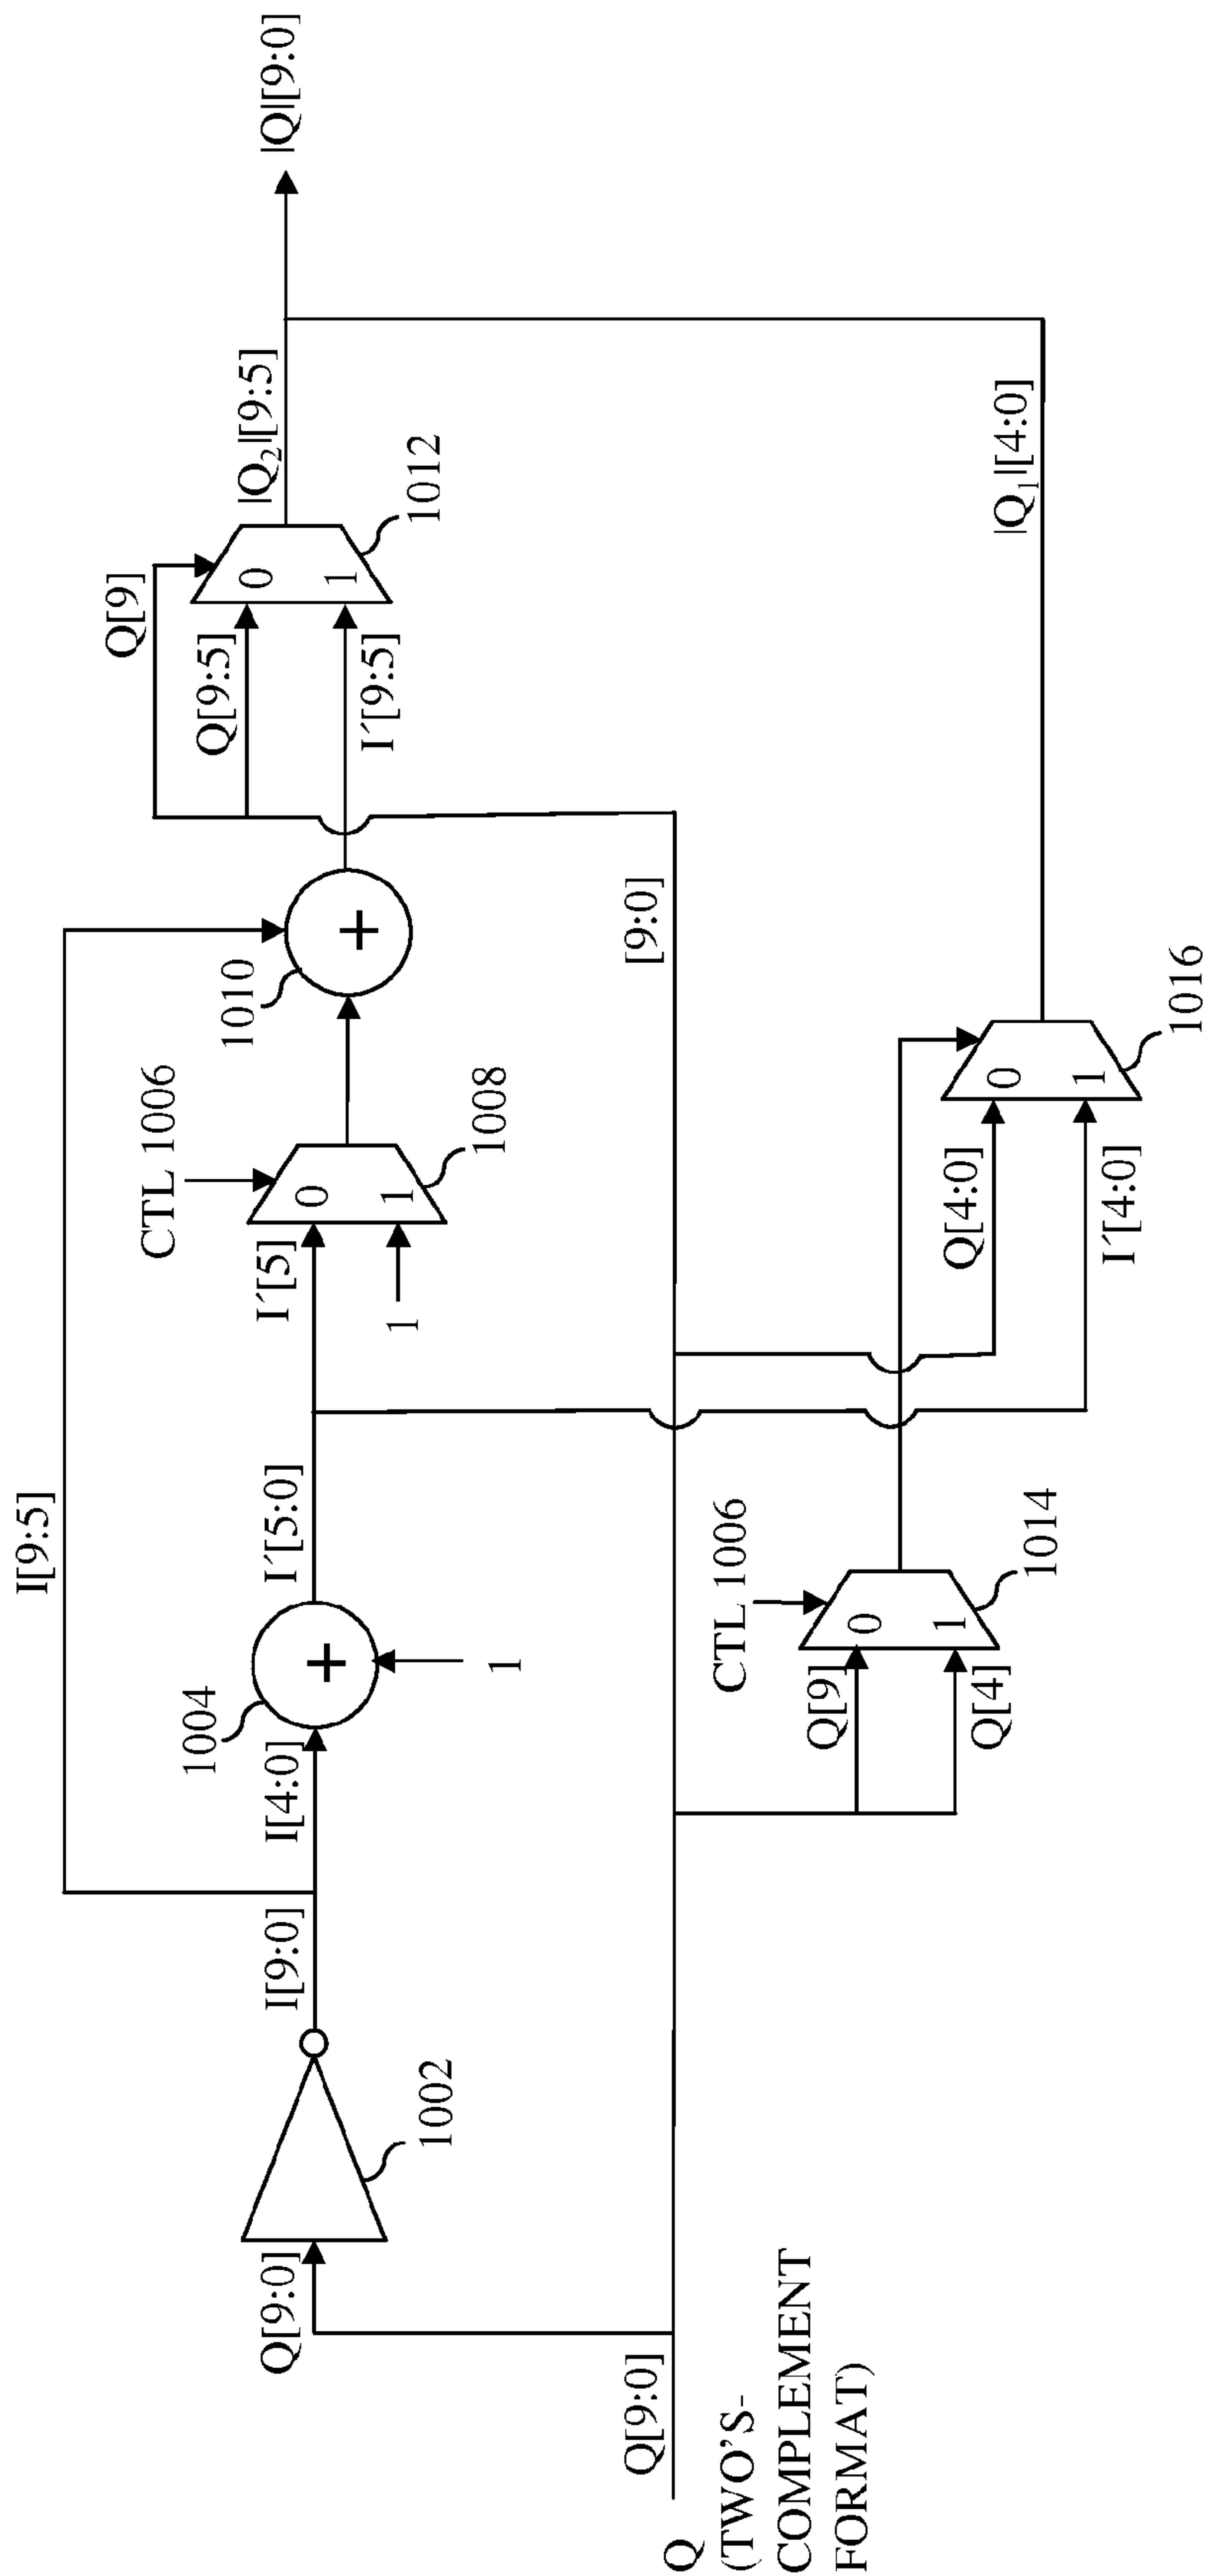 Q
(TWO'S-
COMPLEMENT
FORMAT)
Q[9:0]
Q[9:0]
1002
I[9:0]
I[9:5]
I[4:0]
1004
1
I´[5:0]
I´[5]
1
CTL 1006
0
1
1008
1010
[9:0]
Q[9]
Q[9:5]
I´[9:5]
0
1
1012
|Q₂|[9:5]
|Q|[9:0]
Q[9]
Q[4]
CTL 1006
0
1
1014
Q[4:0]
I´[4:0]
0
1
1016
|Q₁|[4:0]
+
+